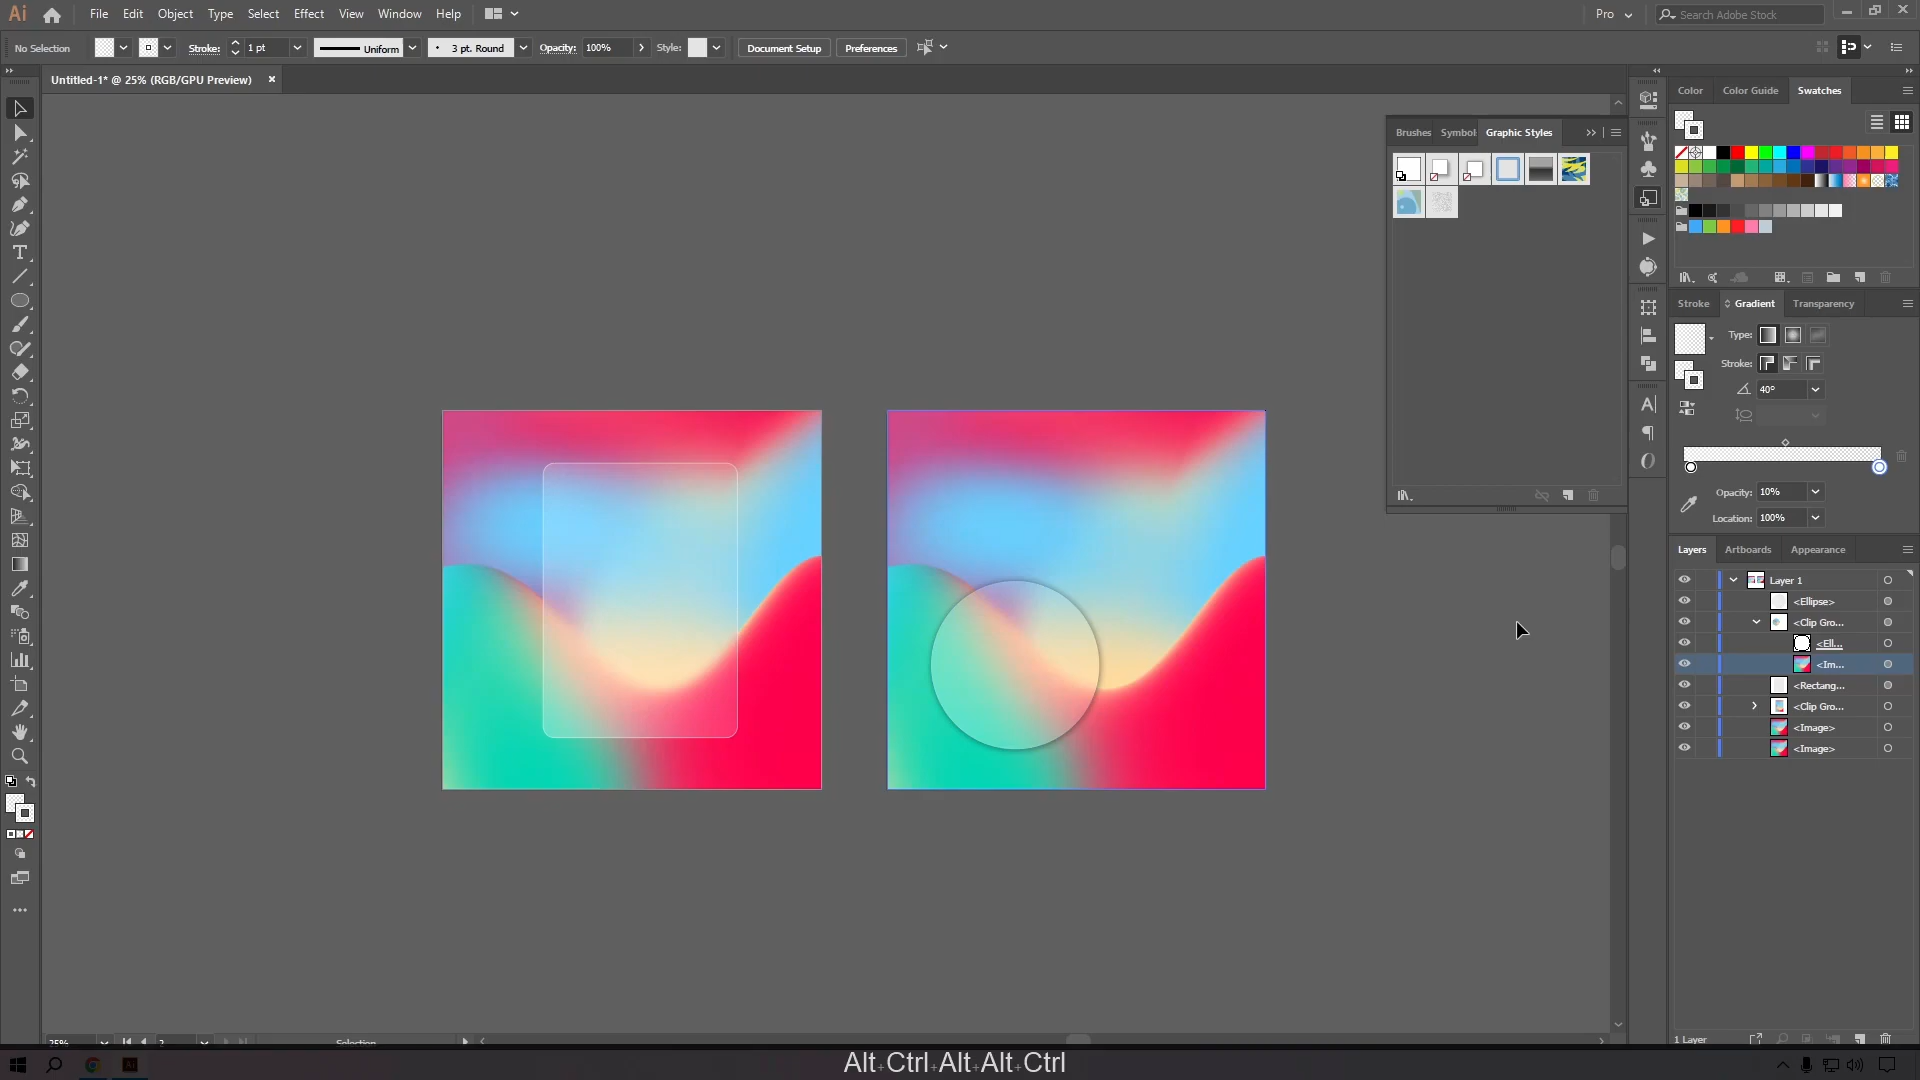 Ai File Edit Object Type Select Effect View Window Help Pro Search Adobe Stock
No Selection Stroke: 1 pt Uniform 3 pt. Round Opacity: 100% Style: Document Setup Preferences
Untitled-1* @ 25% (RGB/GPU Preview)
Color Color Guide Swatches
Brushes Symbol Graphic Styles
Stroke Gradient Transparency
Type:
Stroke:
40°
Opacity: 10%
Location: 100%
Layers Artboards Appearance
Layer 1
<Ellipse>
<Clip Gro...
<Ell...
<Im...
<Rectang...
<Clip Gro...
<Image>
<Image>
25% 2 Selection
1 Layer
Alt+Ctrl+Alt+Alt+Ctrl